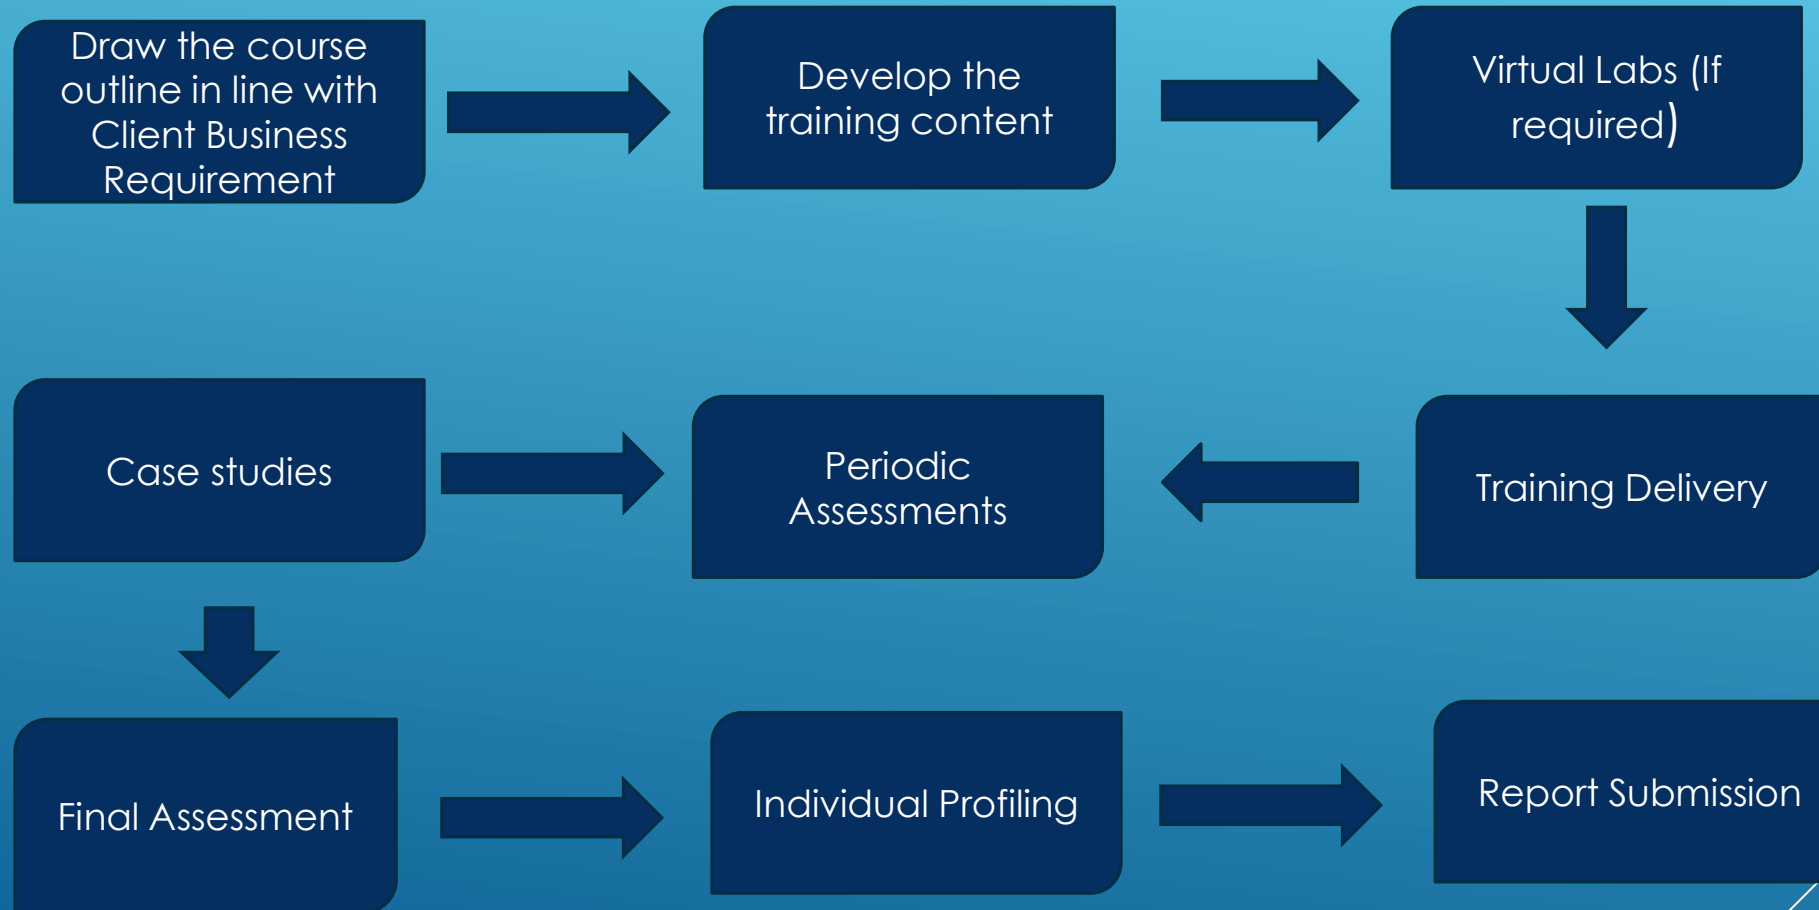 Draw the course
outline in line with
Client Business
Requirement
Develop the
training content
Virtual Labs (If
required)
Case studies
Periodic
Assessments
Training Delivery
Final Assessment
Individual Profiling
Report Submission